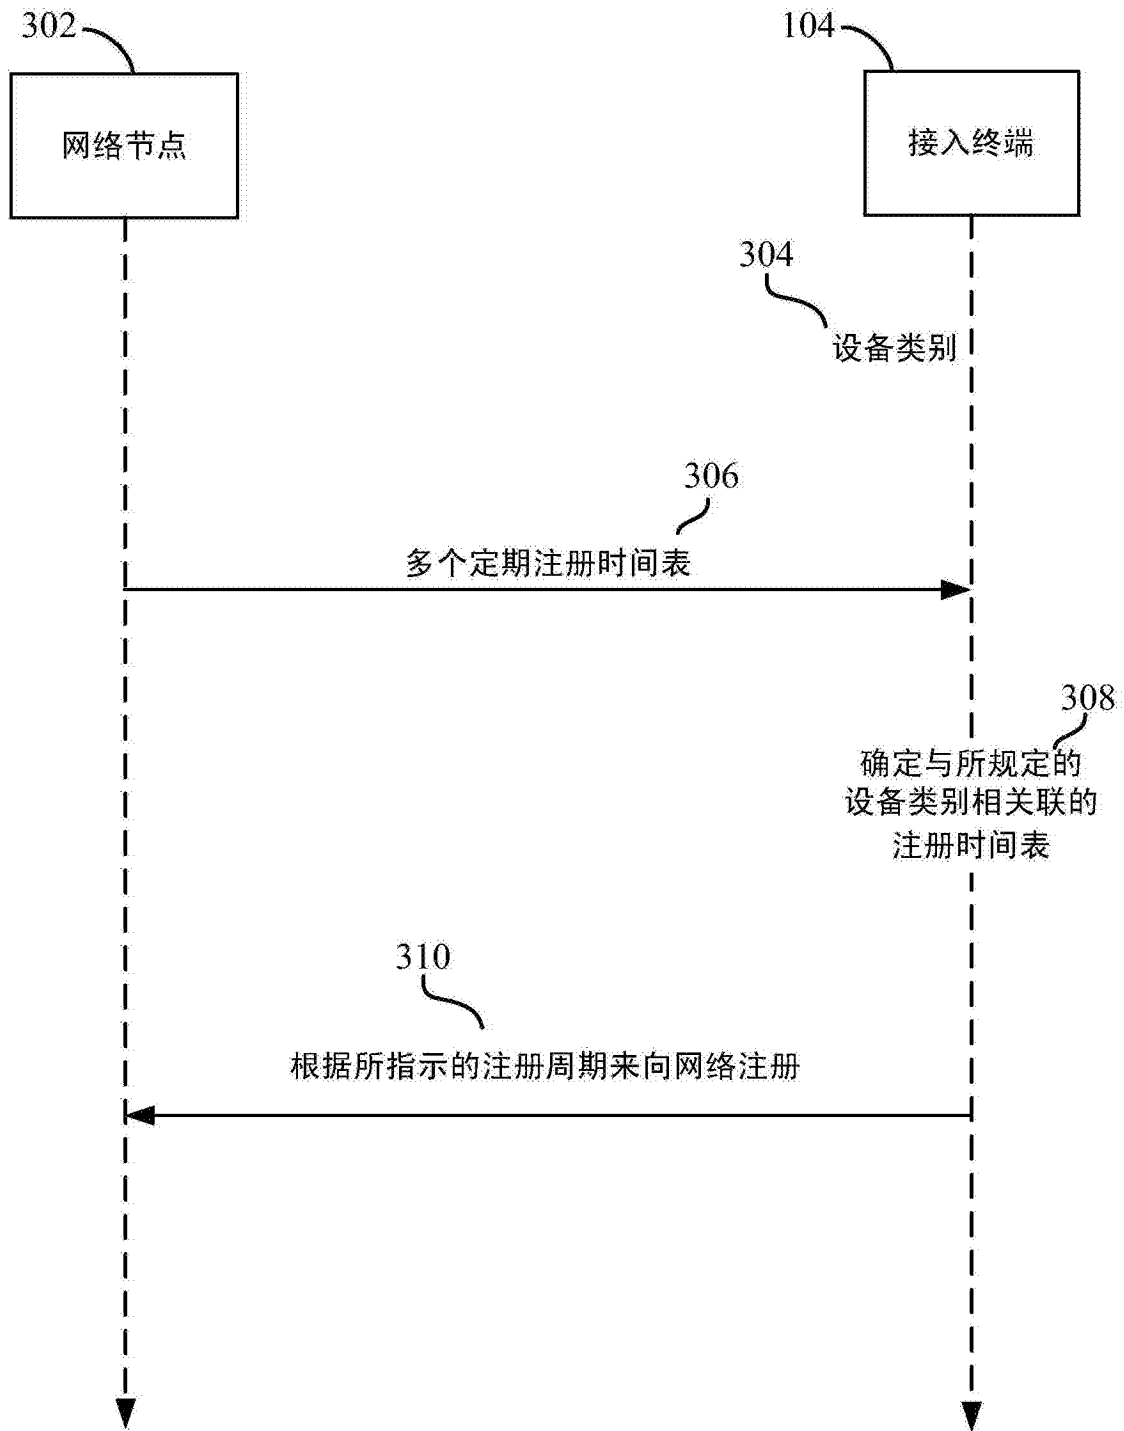 302
104
网络节点
接入终端
304
设备类别
306
多个定期注册时间表
308
确定与所规定的
设备类别相关联的
注册时间表
310
根据所指示的注册周期来向网络注册